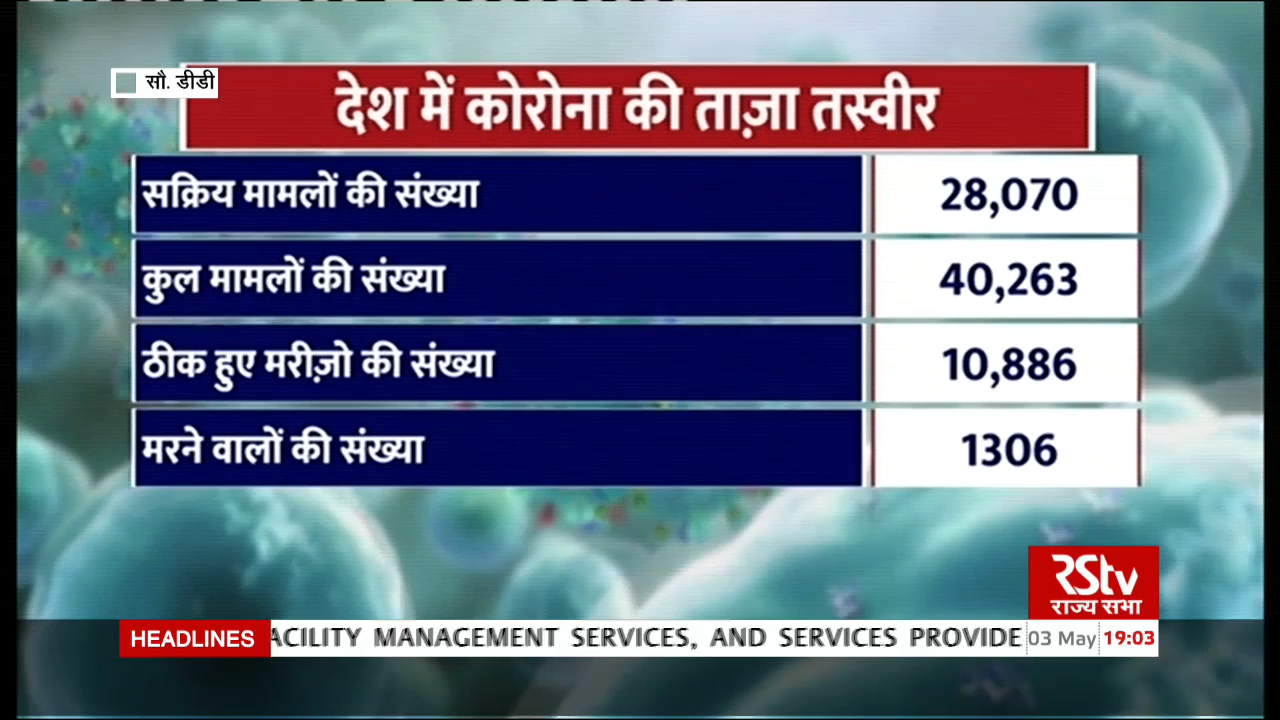 सौ. डीडी
देश में कोरोना की ताज़ा तस्वीर
सक्रिय मामलों की संख्या 28,070
कुल मामलों की संख्या 40,263
ठीक हुए मरीज़ो की संख्या 10,886
मरने वालों की संख्या 1306
RStv
राज्य सभा
HEADLINES ACILITY MANAGEMENT SERVICES, AND SERVICES PROVIDE 03 May 19:03